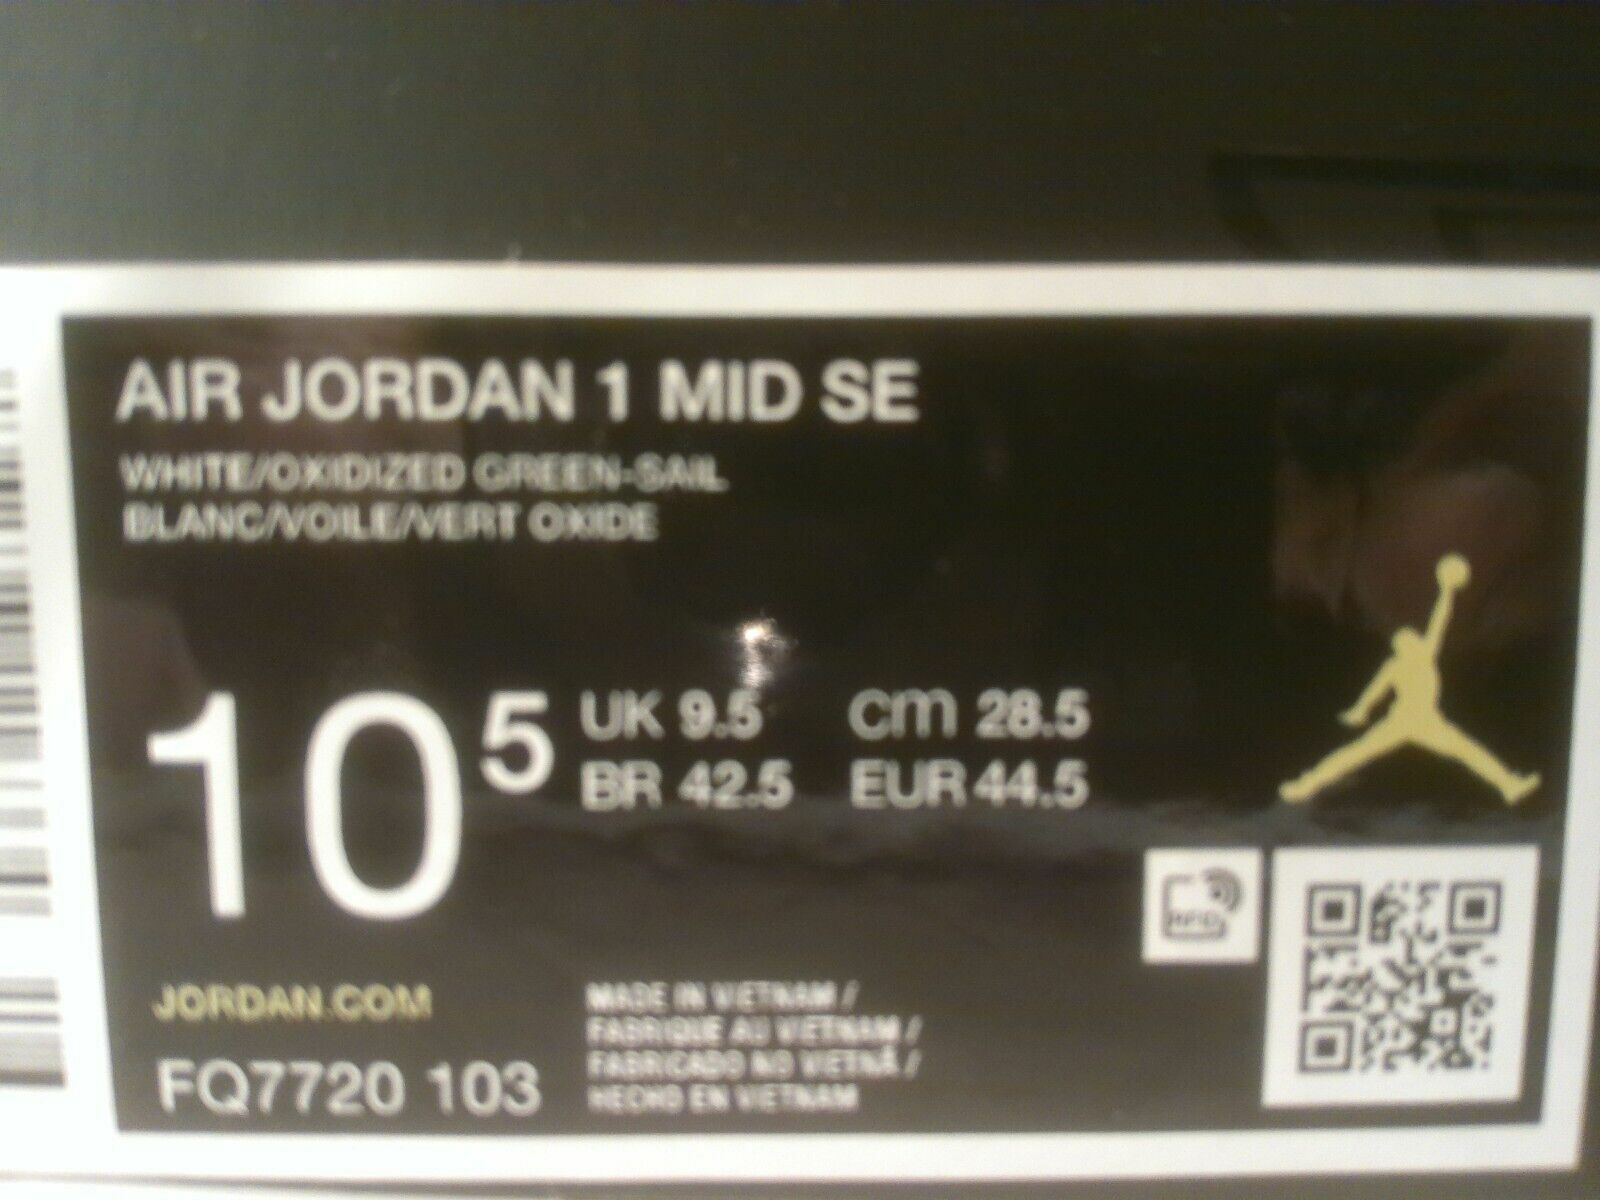 AIR JORDAN 1 MID SE
WHITE/OXIDIZED GREEN-SAIL
BLANC/VOILE/VERT OXIDE
10 5
UK 9.5 CM 28.5
BR 42.5 EUR 44.5
RFID
JORDAN.COM
FQ7720 103
MADE IN VIETNAM /
FABRIQUE AU VIETNAM /
FABRICADO NO VIETNÃ /
HECHO EN VIETNAM